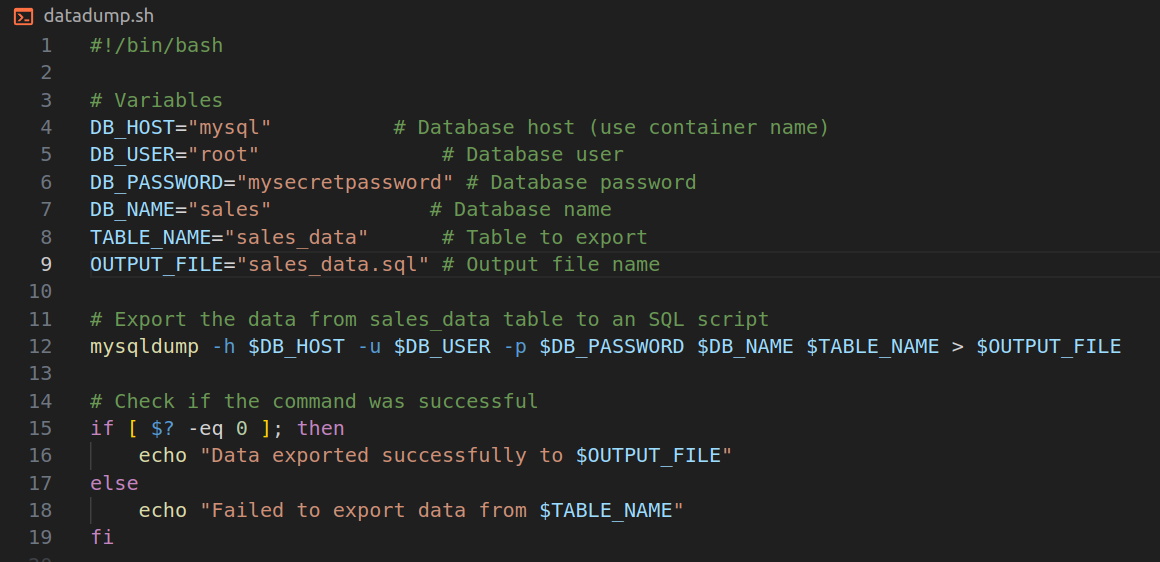 datadump.sh
1 #!/bin/bash
2
3 # Variables
4 DB_HOST="mysql"          # Database host (use container name)
5 DB_USER="root"               # Database user
6 DB_PASSWORD="mysecretpassword" # Database password
7 DB_NAME="sales"             # Database name
8 TABLE_NAME="sales_data"      # Table to export
9 OUTPUT_FILE="sales_data.sql" # Output file name
10
11 # Export the data from sales_data table to an SQL script
12 mysqldump -h $DB_HOST -u $DB_USER -p $DB_PASSWORD $DB_NAME $TABLE_NAME > $OUTPUT_FILE
13
14 # Check if the command was successful
15 if [ $? -eq 0 ]; then
16     echo "Data exported successfully to $OUTPUT_FILE"
17 else
18     echo "Failed to export data from $TABLE_NAME"
19 fi
20